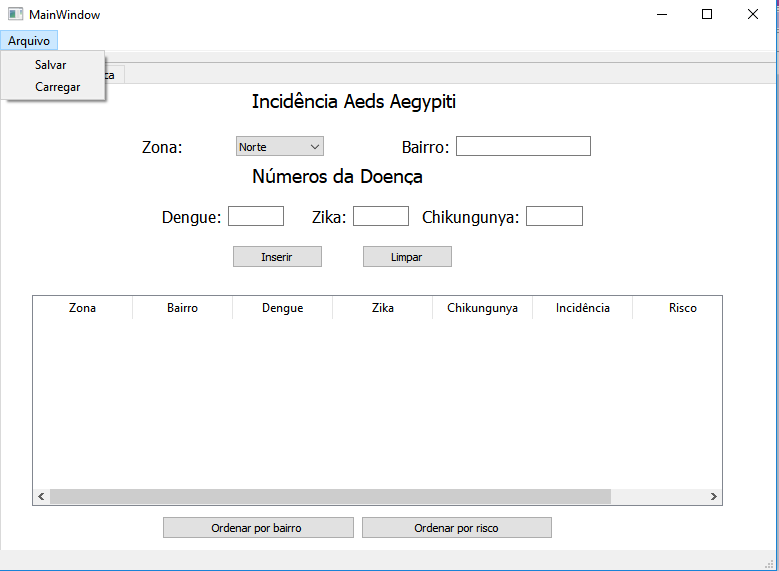 MainWindow
Arquivo
Salvar
Carregar
Incidência Aeds Aegypiti
Zona: Norte Bairro:
Números da Doença
Dengue: Zika: Chikungunya:
Inserir Limpar
Zona Bairro Dengue Zika Chikungunya Incidência Risco
Ordenar por bairro Ordenar por risco